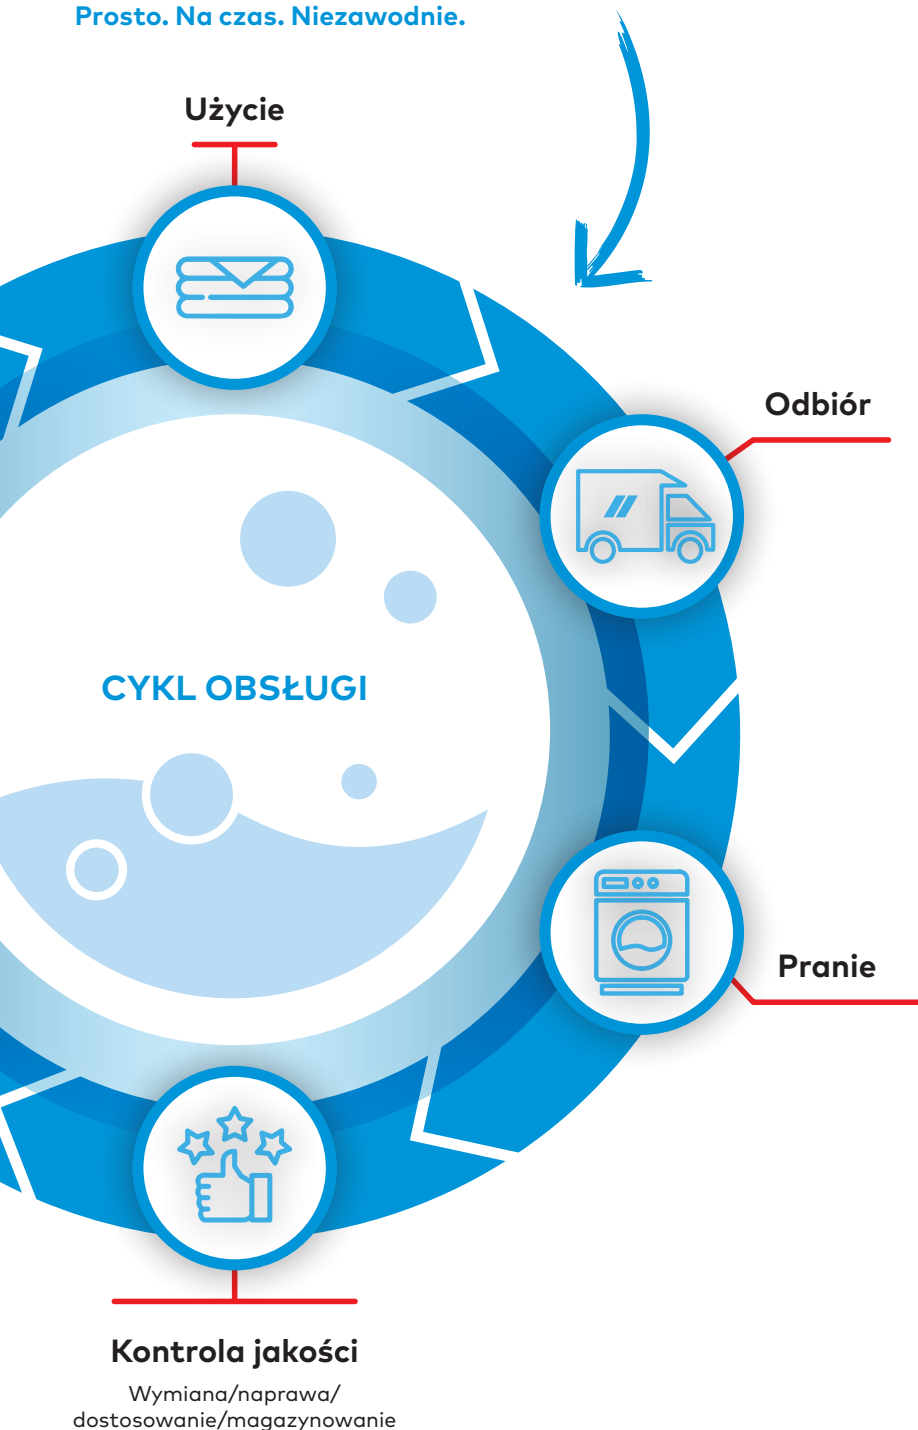 Prosto. Na czas. Niezawodnie.
Użycie
Odbiór
CYKL OBSŁUGI
Pranie
Kontrola jakości
Wymiana/naprawa/
dostosowanie/magazynowanie